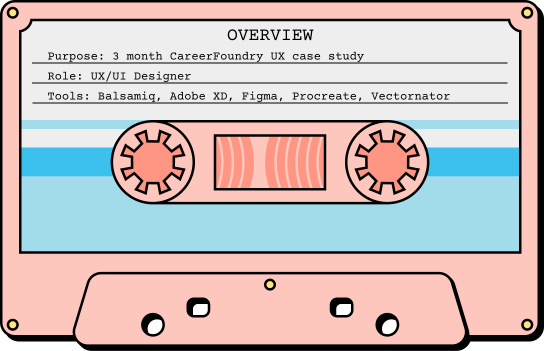 OVERVIEW
Purpose: 3 month CareerFoundry UX case study
Role: UX/UI Designer
Tools: Balsamiq, Adobe XD, Figma, Procreate, Vectornator